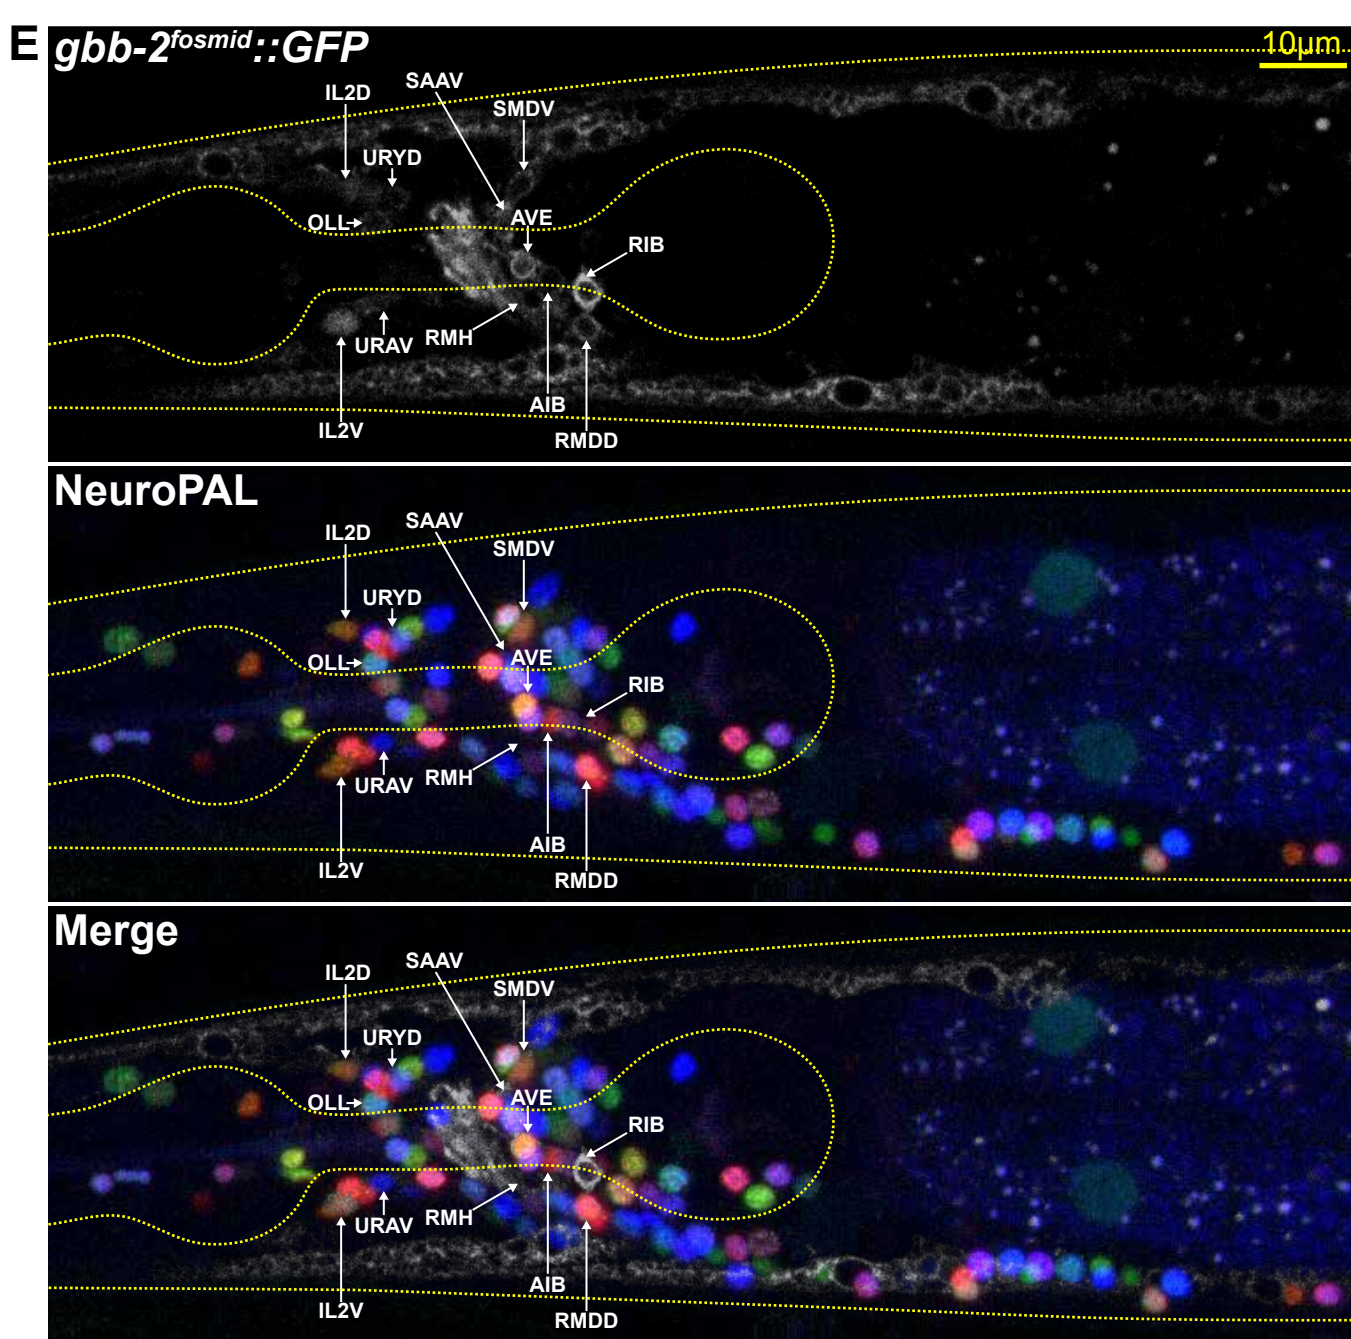 E
gbb-2fosmid::GFP
10µm
SAAV
IL2D
SMDV
URYD
OLL
AVE
RIB
URAV
RMH
AIB
IL2V
RMDD
NeuroPAL
SAAV
IL2D
SMDV
URYD
OLL
AVE
RIB
RMH
URAV
AIB
IL2V
RMDD
Merge
SAAV
IL2D
SMDV
URYD
OLL
AVE
RIB
RMH
URAV
AIB
IL2V
RMDD